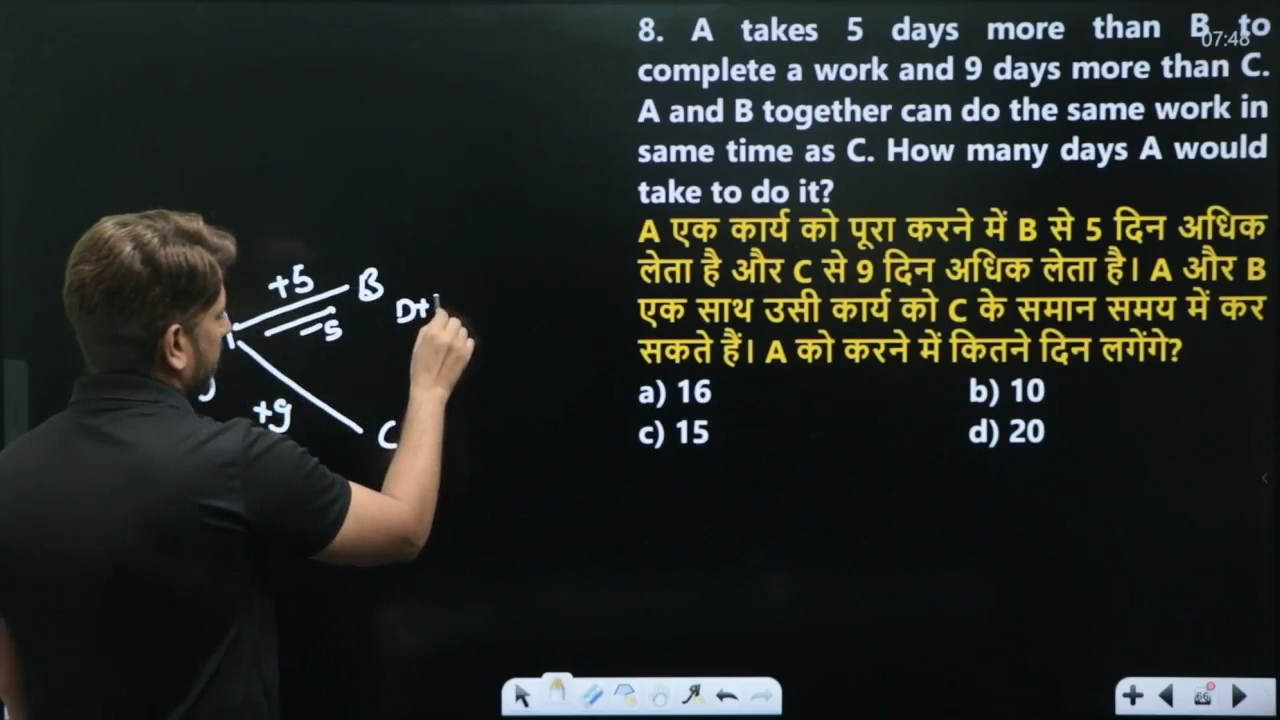 8. A takes 5 days more than B to
07:48
complete a work and 9 days more than C.
A and B together can do the same work in
same time as C. How many days A would
take to do it?
A एक कार्य को पूरा करने में B से 5 दिन अधिक
लेता है और C से 9 दिन अधिक लेता है। A और B
एक साथ उसी कार्य को C के समान समय में कर
सकते हैं। A को करने में कितने दिन लगेंगे?
a) 16 b) 10
c) 15 d) 20
+5 B
5
D+
+9 C
66